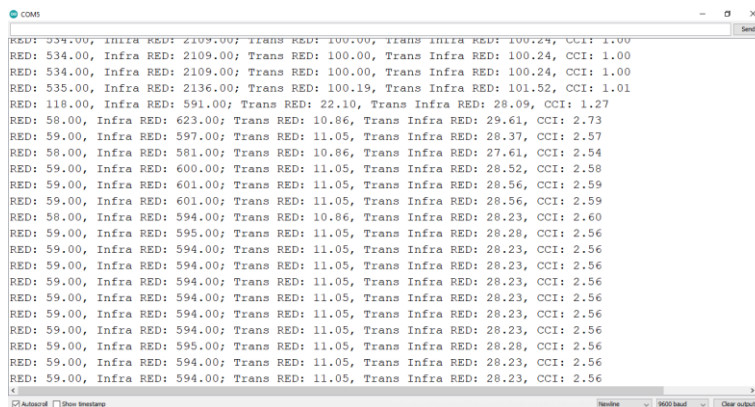 COM5
Send
RED: 534.00, Infra RED: 2109.00; Trans RED: 100.00, Trans Infra RED: 100.24, CCI: 1.00
RED: 534.00, Infra RED: 2109.00; Trans RED: 100.00, Trans Infra RED: 100.24, CCI: 1.00
RED: 534.00, Infra RED: 2109.00; Trans RED: 100.00, Trans Infra RED: 100.24, CCI: 1.00
RED: 535.00, Infra RED: 2136.00; Trans RED: 100.19, Trans Infra RED: 101.52, CCI: 1.01
RED: 118.00, Infra RED: 591.00; Trans RED: 22.10, Trans Infra RED: 28.09, CCI: 1.27
RED: 58.00, Infra RED: 623.00; Trans RED: 10.86, Trans Infra RED: 29.61, CCI: 2.73
RED: 59.00, Infra RED: 597.00; Trans RED: 11.05, Trans Infra RED: 28.37, CCI: 2.57
RED: 58.00, Infra RED: 581.00; Trans RED: 10.86, Trans Infra RED: 27.61, CCI: 2.54
RED: 59.00, Infra RED: 600.00; Trans RED: 11.05, Trans Infra RED: 28.52, CCI: 2.58
RED: 59.00, Infra RED: 601.00; Trans RED: 11.05, Trans Infra RED: 28.56, CCI: 2.59
RED: 59.00, Infra RED: 601.00; Trans RED: 11.05, Trans Infra RED: 28.56, CCI: 2.59
RED: 58.00, Infra RED: 594.00; Trans RED: 10.86, Trans Infra RED: 28.23, CCI: 2.60
RED: 59.00, Infra RED: 595.00; Trans RED: 11.05, Trans Infra RED: 28.28, CCI: 2.56
RED: 59.00, Infra RED: 594.00; Trans RED: 11.05, Trans Infra RED: 28.23, CCI: 2.56
RED: 59.00, Infra RED: 594.00; Trans RED: 11.05, Trans Infra RED: 28.23, CCI: 2.56
RED: 59.00, Infra RED: 594.00; Trans RED: 11.05, Trans Infra RED: 28.23, CCI: 2.56
RED: 59.00, Infra RED: 594.00; Trans RED: 11.05, Trans Infra RED: 28.23, CCI: 2.56
RED: 59.00, Infra RED: 594.00; Trans RED: 11.05, Trans Infra RED: 28.23, CCI: 2.56
RED: 59.00, Infra RED: 595.00; Trans RED: 11.05, Trans Infra RED: 28.28, CCI: 2.56
RED: 59.00, Infra RED: 594.00; Trans RED: 11.05, Trans Infra RED: 28.23, CCI: 2.56
RED: 59.00, Infra RED: 594.00; Trans RED: 11.05, Trans Infra RED: 28.23, CCI: 2.56
Autoscroll Show timestamp Newline 9600 baud Clear output